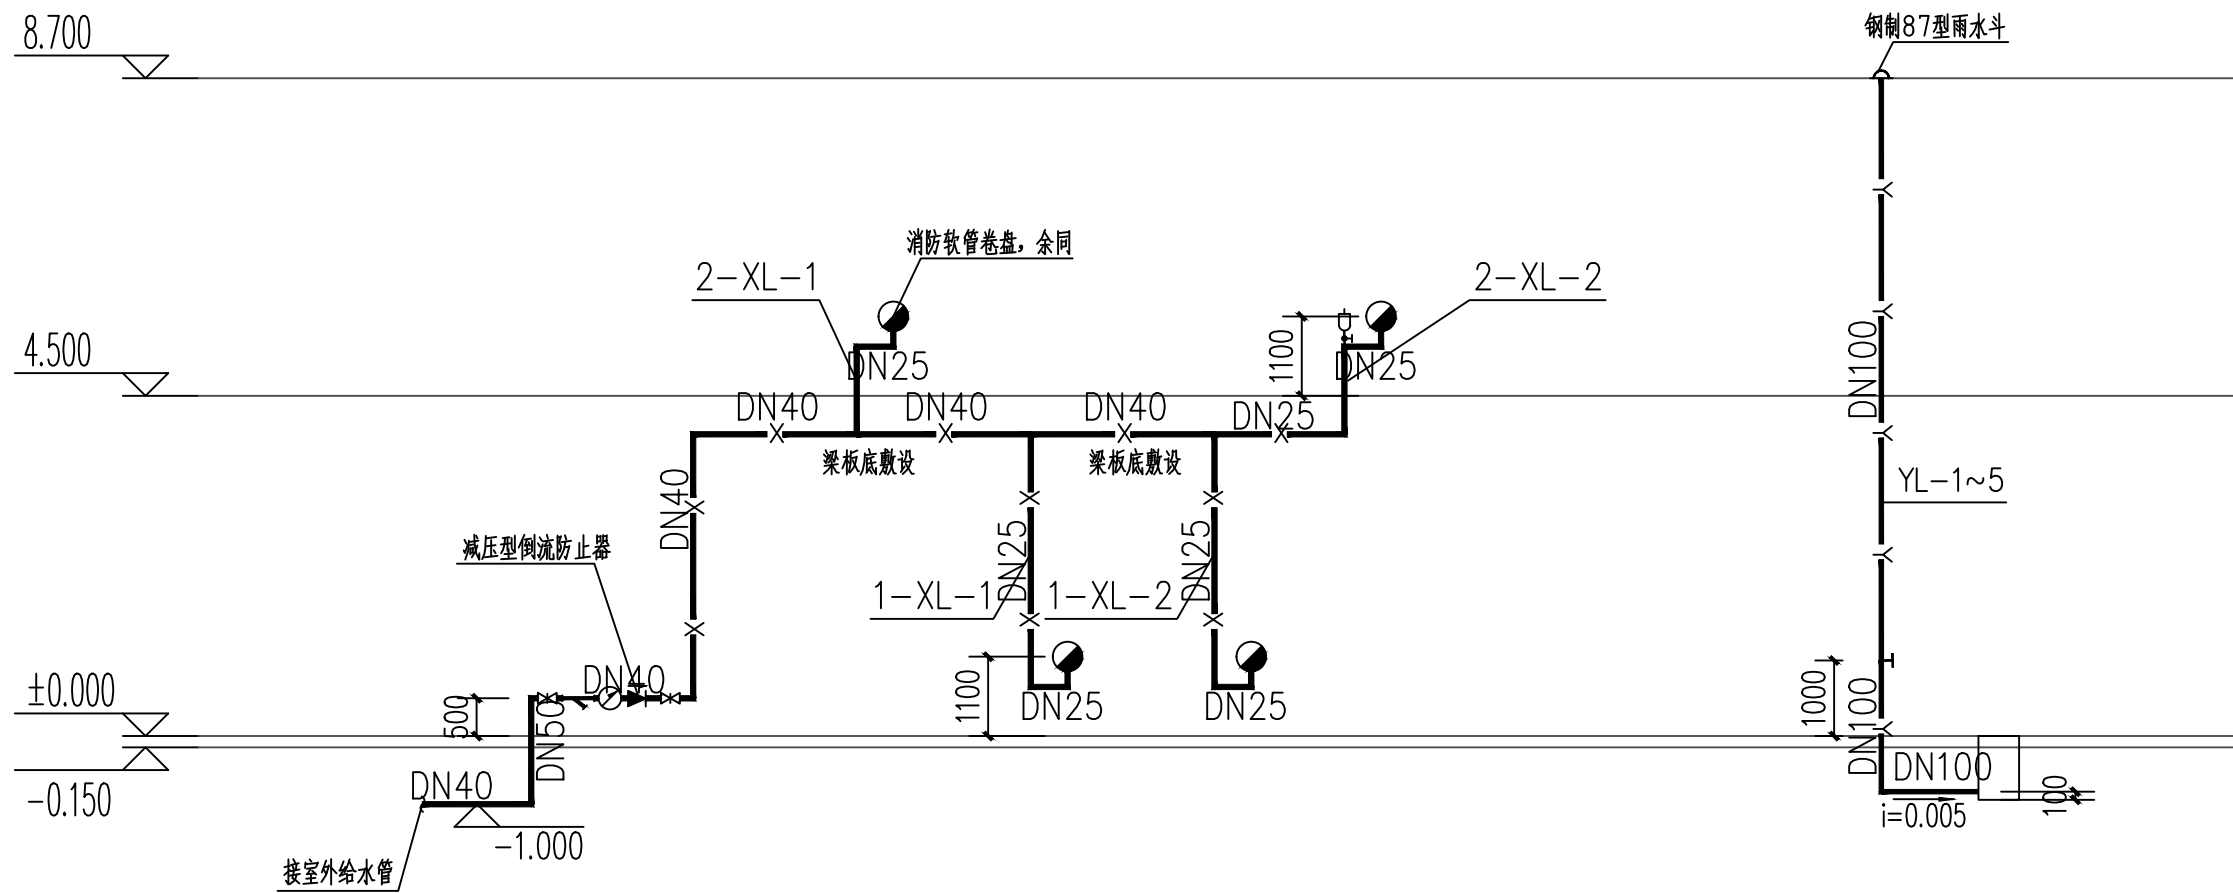 8.700
钢制87型雨水斗
消防软管卷盘，余同
2-XL-1
2-XL-2
4.500
1100
DN25
DN25
DN100
DN40
DN40
DN40
DN25
梁板底敷设
梁板底敷设
DN40
YL-1~5
减压型倒流防止器
DN25
DN25
1-XL-1
1-XL-2
DN40
±0.000
500
DN50
1100
DN25
DN25
1000
DN100
-0.150
DN40
DN100
100
i=0.005
-1.000
接室外给水管